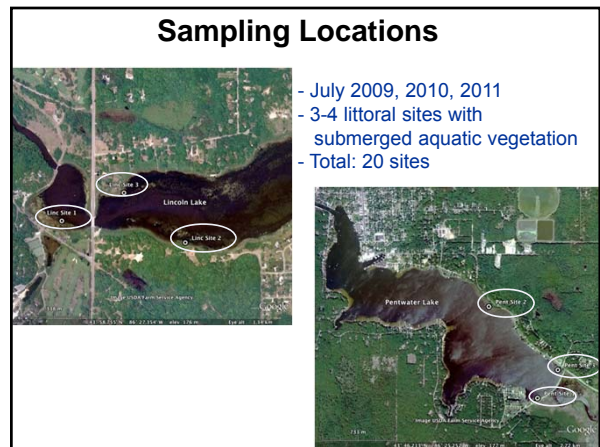 Sampling Locations
- July 2009, 2010, 2011
- 3-4 littoral sites with
submerged aquatic vegetation
- Total: 20 sites
Linc Site 3
Linc Site 1
Lincoln Lake
Linc Site 2
Image USDA Farm Service Agency
Pent Site 2
Pentwater Lake
Pent Site
Pent Site
Image USDA Farm Service Agency
Google